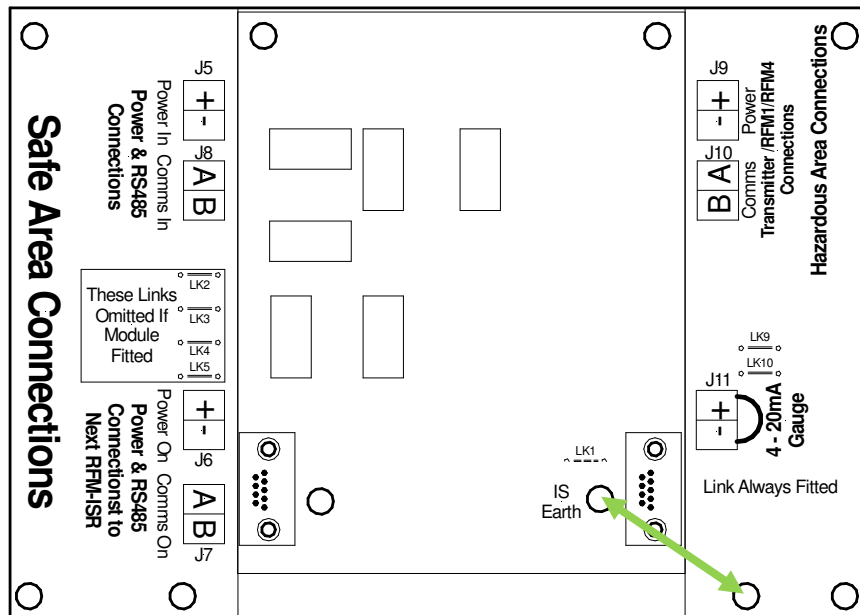 Safe Area Connections
J5
+
-
Power In
J8
A
B
Comms In
Power & RS485
Connections
These Links
Omitted If
Module
Fitted
LK2
LK3
LK4
LK5
+
-
J6
Power On
A
B
J7
Comms On
Power & RS485
Connectionst to
Next RFM-ISR
LK1
IS
Earth
J9
+
-
Power
J10
A
B
Comms
Transmitter /RFM1/RFM4
Connections
Hazardous Area Connections
LK9
LK10
J11
+
-
4 - 20mA
Gauge
Link Always Fitted